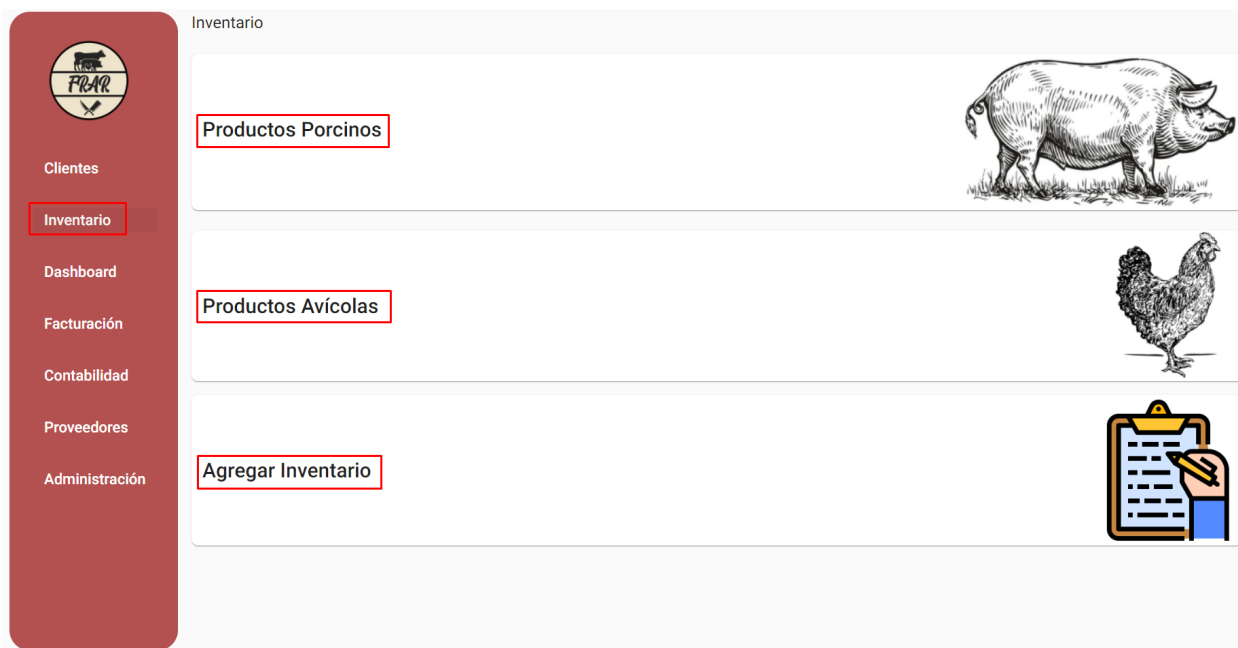 FRAR
Clientes
Inventario
Dashboard
Facturación
Contabilidad
Proveedores
Administración
Inventario
Productos Porcinos
Productos Avícolas
Agregar Inventario